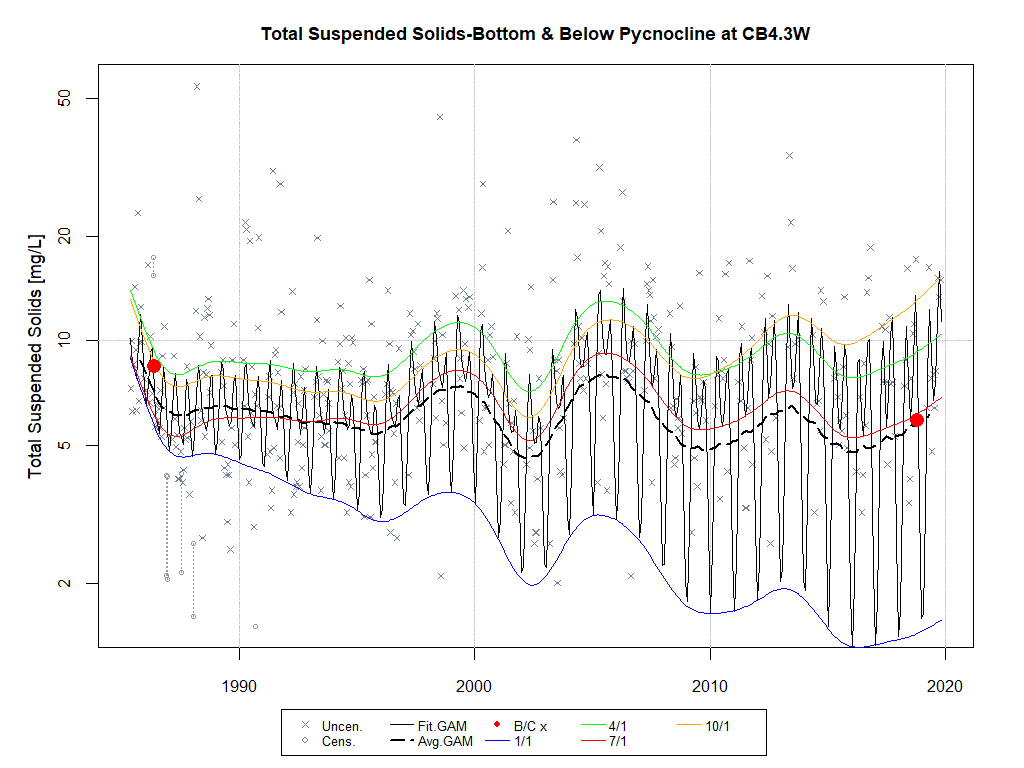 Total Suspended Solids-Bottom & Below Pycnocline at CB4.3W
Total Suspended Solids [mg/L]
50
20
10
5
2
1990
2000
2010
2020
Uncen.
Fit.GAM
B/C x
4/1
10/1
Cens.
Avg.GAM
1/1
7/1